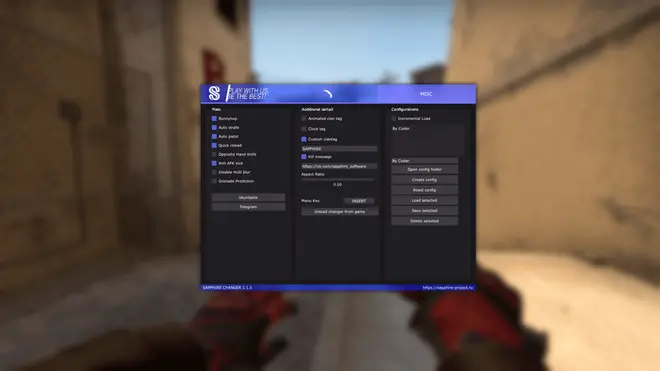 PLAY WITH US
BE THE BEST!
MISC
Main
Bunnyhop
Auto strafe
Auto pistol
Quick reload
Opposite Hand Knife
Anti AFK kick
Disable Hud blur
Grenade Prediction
Vkontakte
Telegram
Additional
Animated clan tag
Clock tag
Custom clantag
SAPPHIRE
Kill message
https://vk.com/sapphire_software
Aspect Ratio
0.00
Menu Key
INSERT
Unload changer from game
Configurations
Incremental Load
By Coder
By Coder
Open config folder
Create config
Reset config
Load selected
Save selected
Delete selected
SAPPHIRE CHANGER 2.1.5
https://sapphire-project.ru